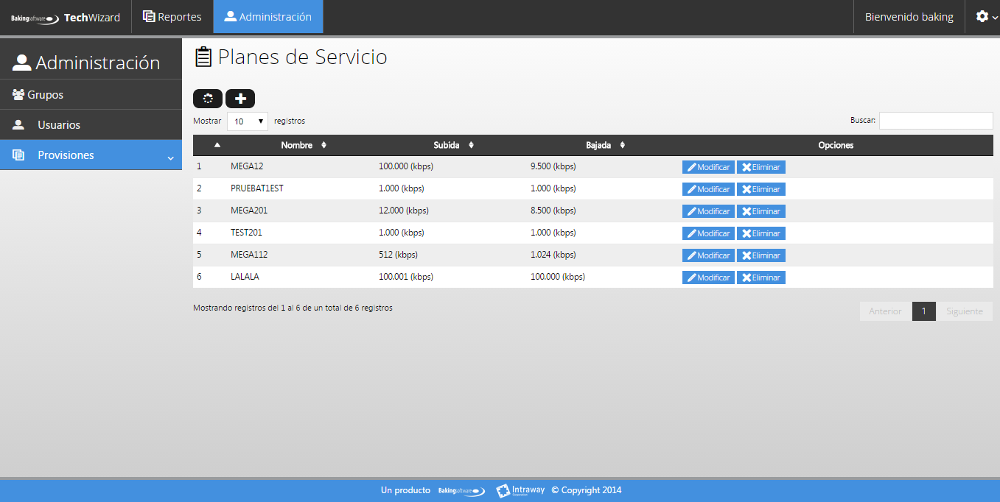 Bakingsoftware TechWizard Reportes Administración Bienvenido baking
Administración
Grupos
Usuarios
Provisiones
Planes de Servicio
Mostrar 10 registros Buscar:
Nombre Subida Bajada Opciones
1 MEGA12 100.000 (kbps) 9.500 (kbps) Modificar Eliminar
2 PRUEBAT1EST 1.000 (kbps) 1.000 (kbps) Modificar Eliminar
3 MEGA201 12.000 (kbps) 8.500 (kbps) Modificar Eliminar
4 TEST201 1.000 (kbps) 1.000 (kbps) Modificar Eliminar
5 MEGA112 512 (kbps) 1.024 (kbps) Modificar Eliminar
6 LALALA 100.001 (kbps) 100.000 (kbps) Modificar Eliminar
Mostrando registros del 1 al 6 de un total de 6 registros Anterior 1 Siguiente
Un producto Bakingsoftware Intraway Corporation © Copyright 2014